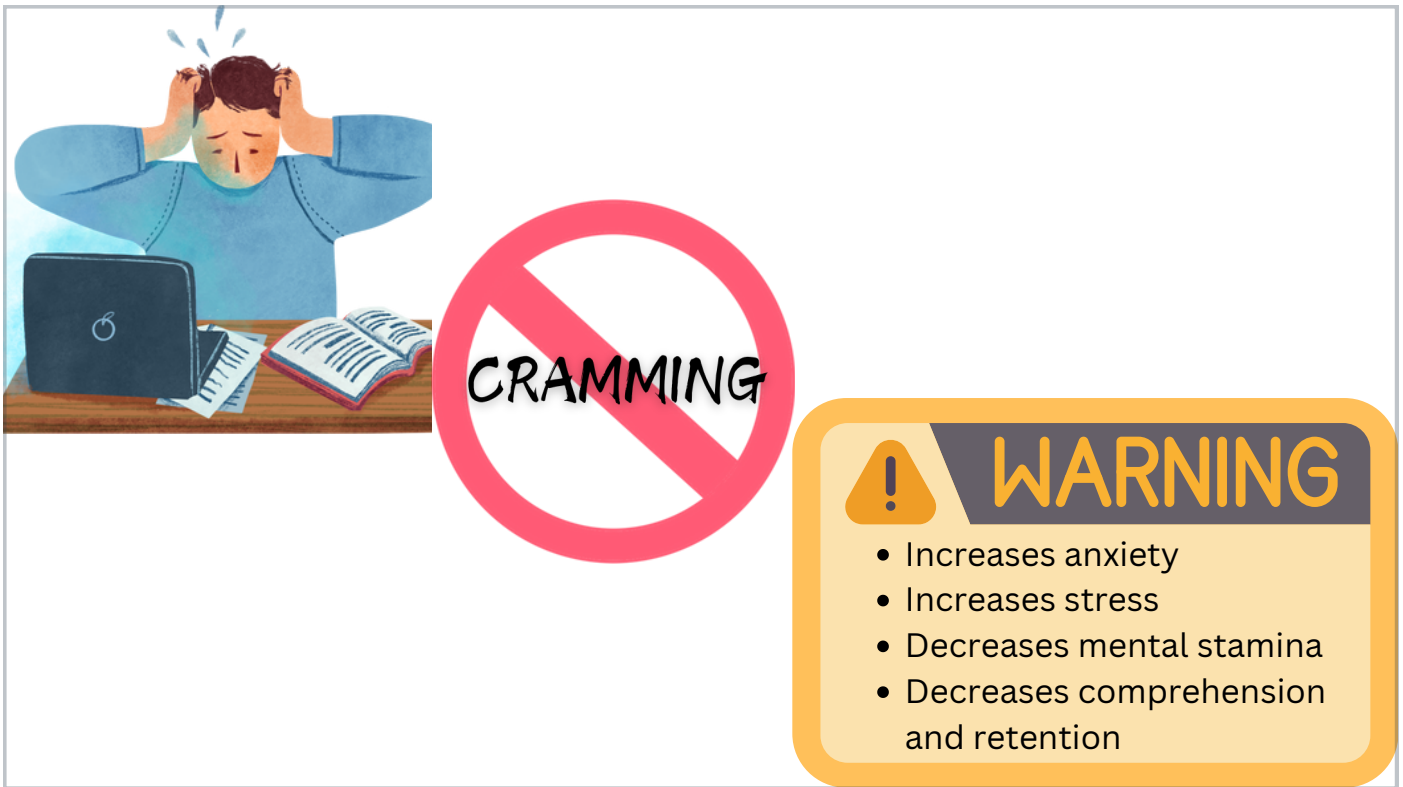 CRAMMING
WARNING
• Increases anxiety
• Increases stress
• Decreases mental stamina
• Decreases comprehension
and retention